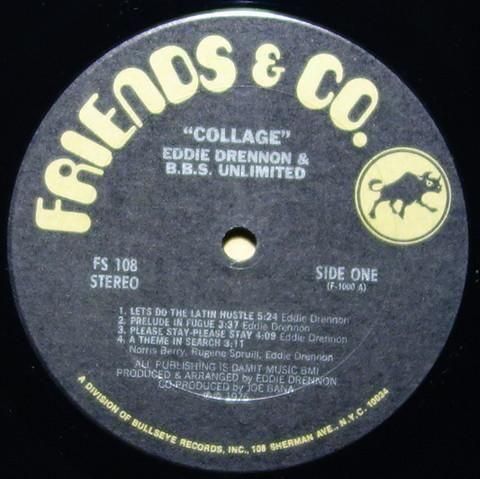 FRIENDS & CO.
"COLLAGE"
EDDIE DRENNON &
B.B.S. UNLIMITED
FS 108
STEREO
SIDE ONE
(F-1000 A)
1. LETS DO THE LATIN HUSTLE 5:24 Eddie Drennon
2. PRELUDE IN FUGUE 3:37 Eddie Drennon
3. PLEASE STAY-PLEASE STAY 4:09 Eddie Drennon
4. A THEME IN SEARCH 3:11
Norris Berry, Rugene Spruill, Eddie Drennon
ALL PUBLISHING IS DAMIT MUSIC BMI
PRODUCED & ARRANGED BY EDDIE DRENNON
CO-PRODUCED by JOE BANA
A DIVISION OF BULLSEYE RECORDS, INC., 108 SHERMAN AVE., N.Y.C. 10034